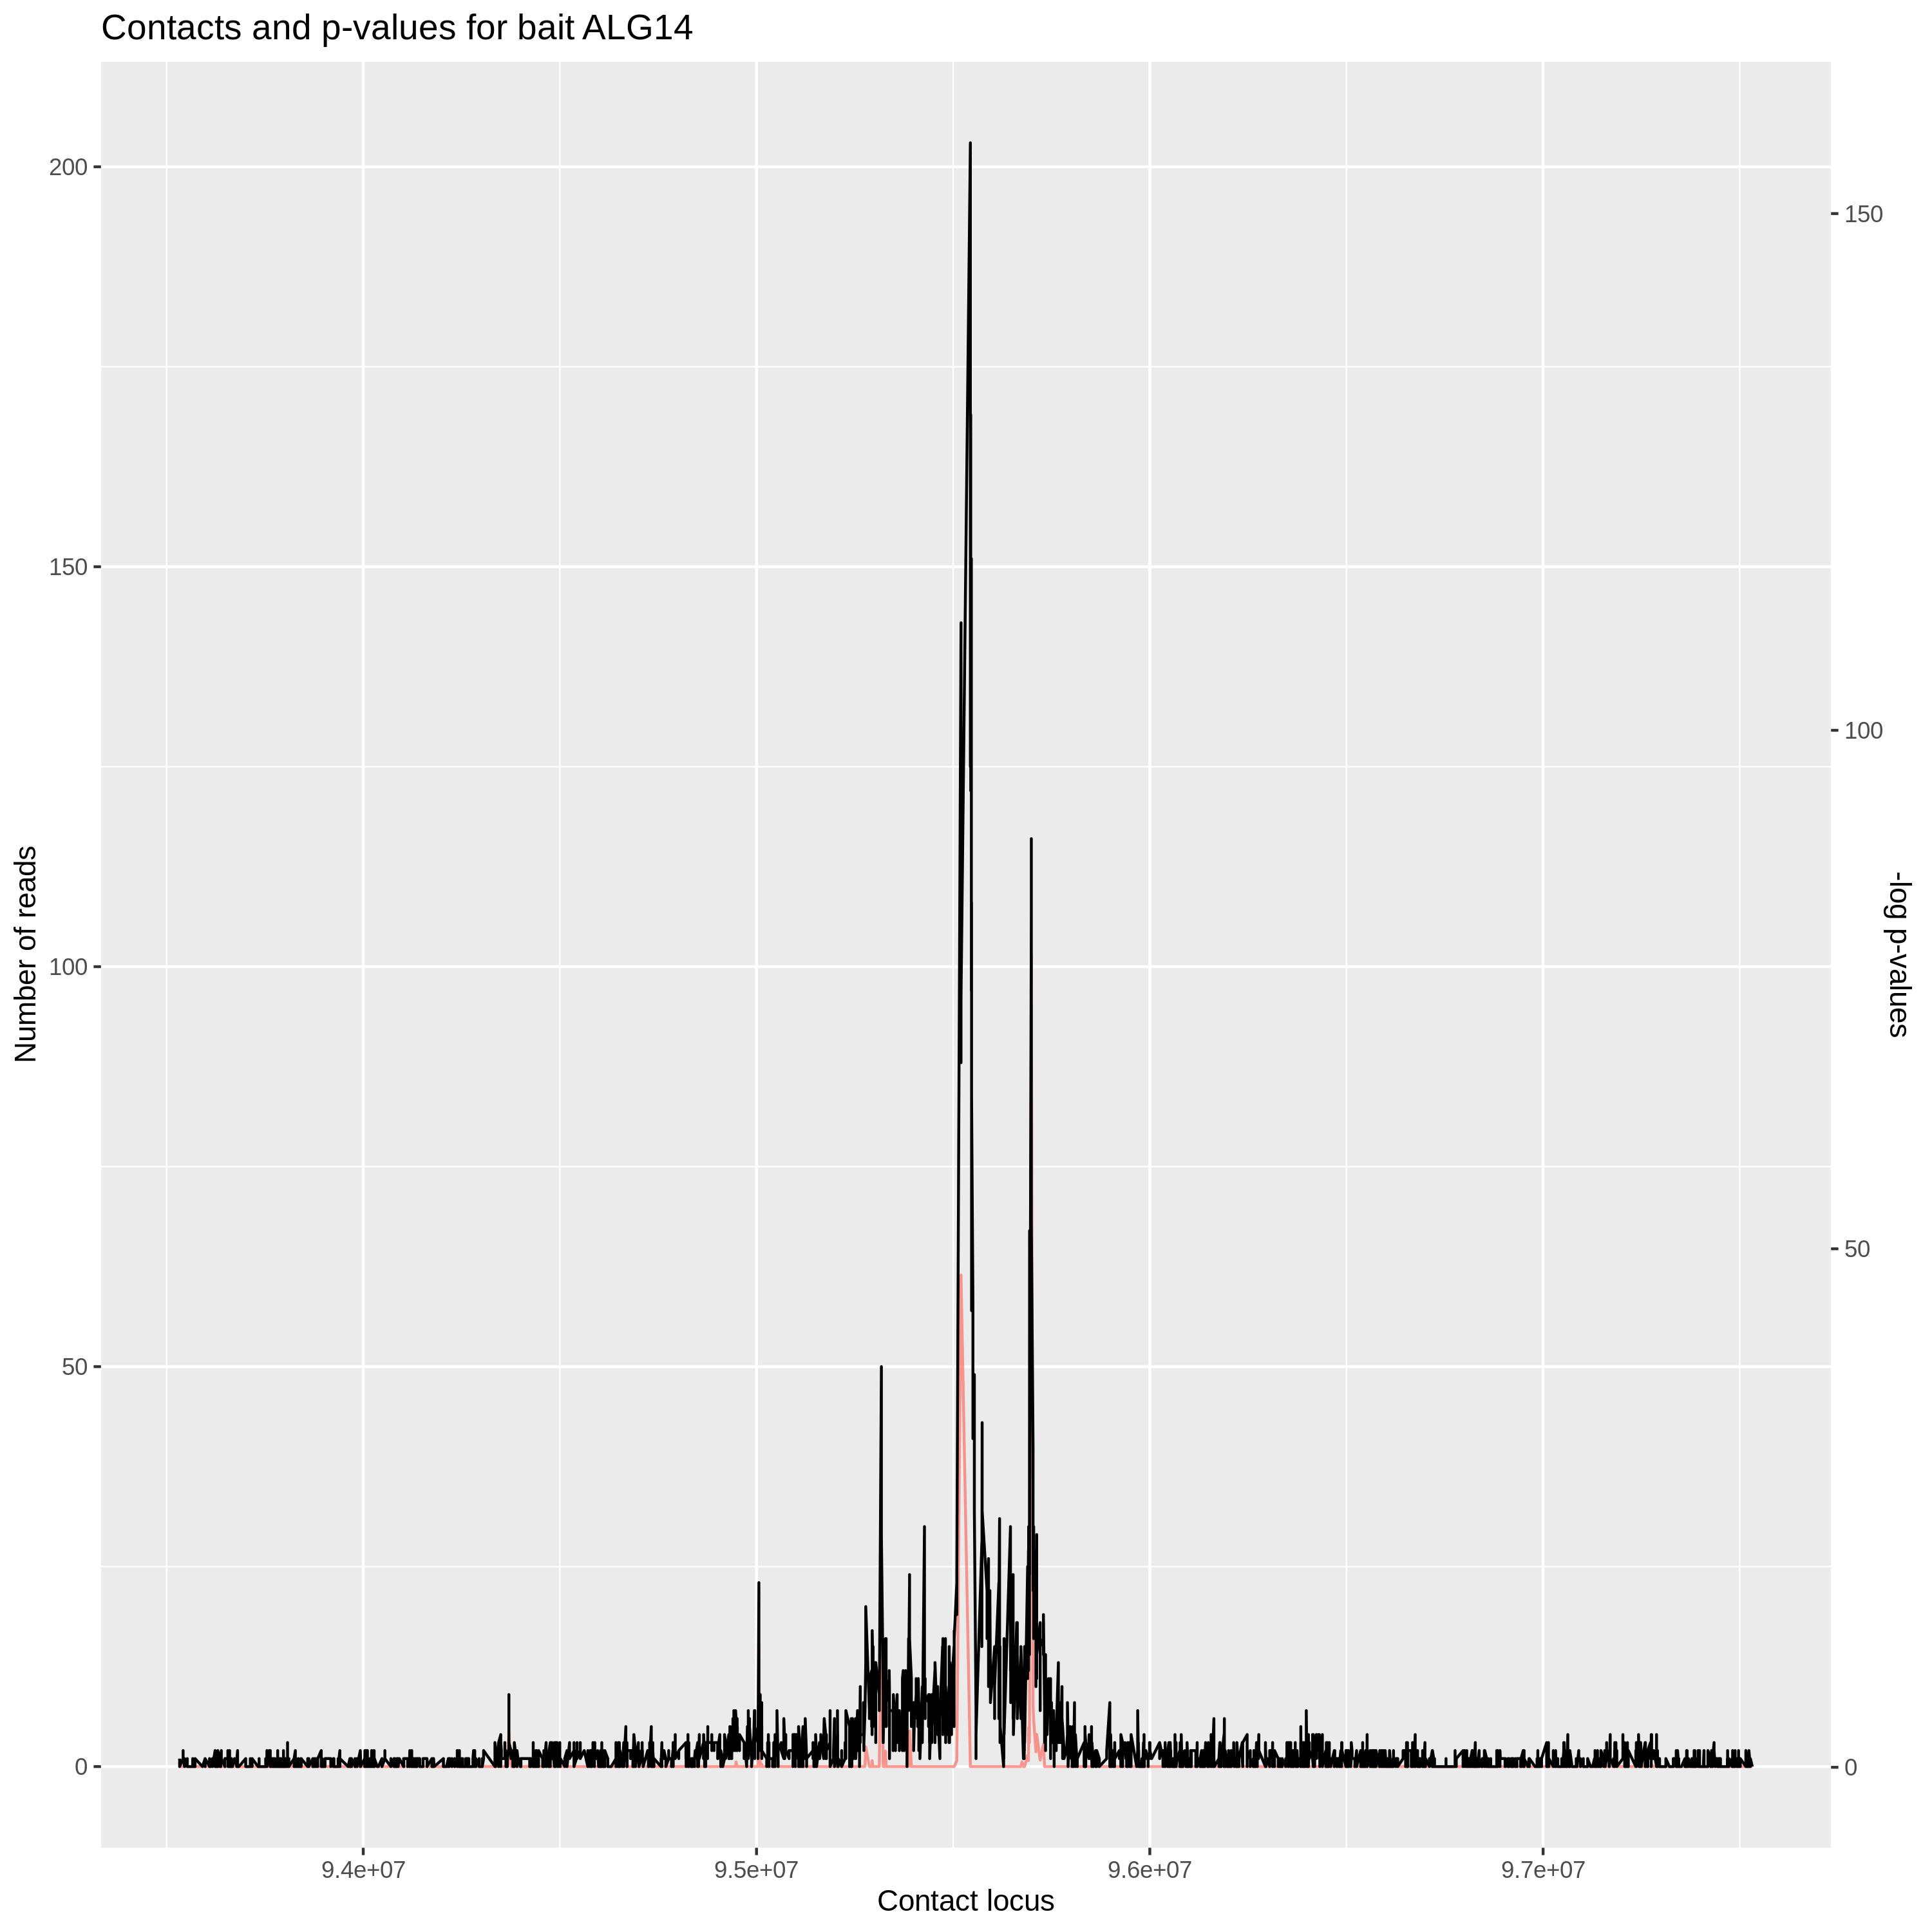 Contacts and p-values for bait ALG14
200
150
100
50
0
Number of reads
150
100
50
0
-log p-values
9.4e+07
9.5e+07
9.6e+07
9.7e+07
Contact locus